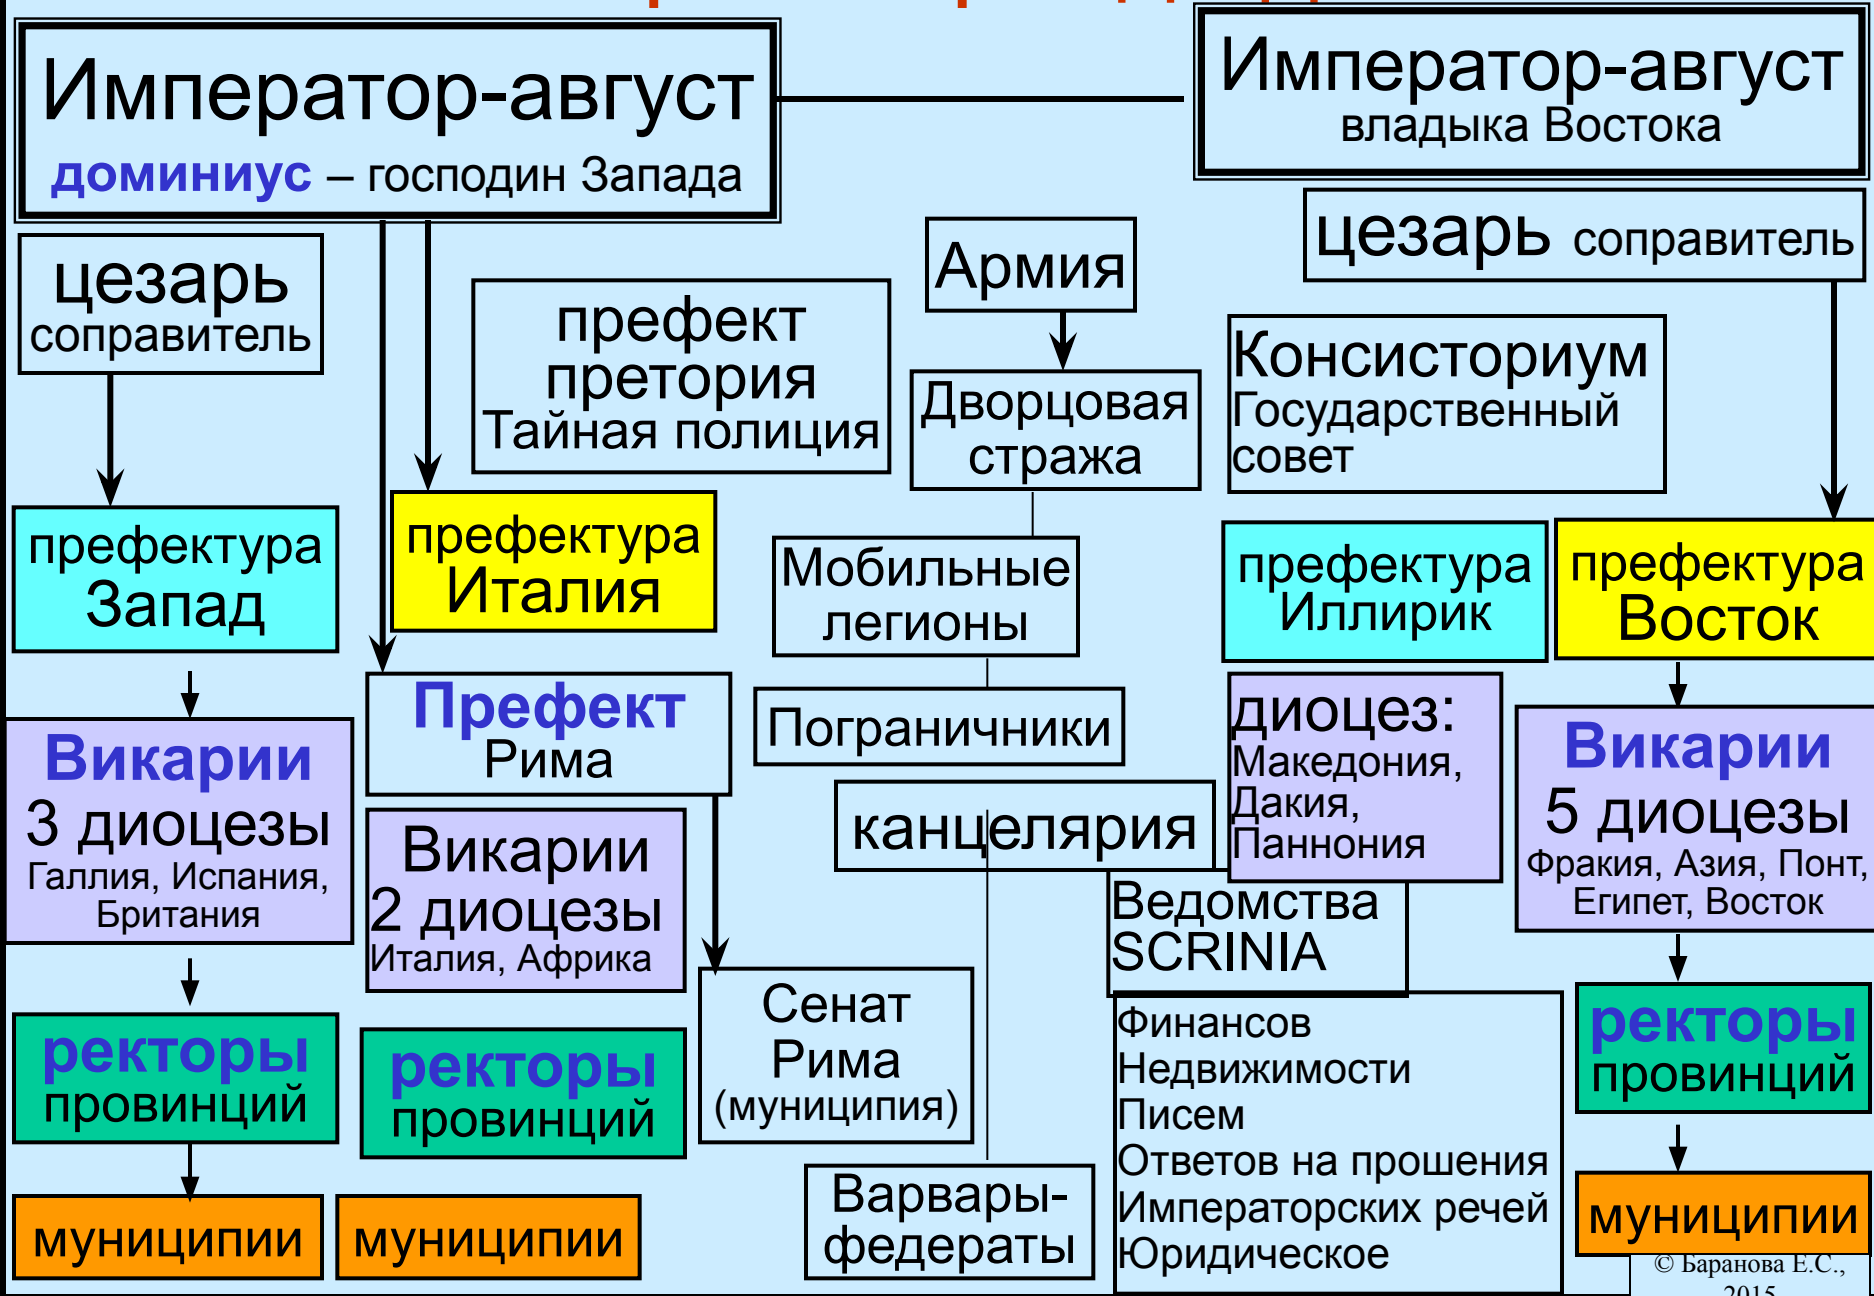 Император-август
доминиус – господин Запада
Император-август
владыка Востока
цезарь
соправитель
префект
претория
Тайная полиция
Армия
цезарь соправитель
Дворцовая
стража
Консисториум
Государственный
совет
префектура
Запад
префектура
Италия
Мобильные
легионы
префектура
Иллирик
префектура
Восток
Викарии
3 диоцезы
Галлия, Испания,
Британия
Префект
Рима
Пограничники
диоцез:
Македония,
Дакия,
Паннония
Викарии
5 диоцезы
Фракия, Азия, Понт,
Египет, Восток
Викарии
2 диоцезы
Италия, Африка
канцелярия
Ведомства
SCRINIA
ректоры
провинций
ректоры
провинций
Сенат
Рима
(муниципия)
Финансов
Недвижимости
Писем
Ответов на прошения
Императорских речей
Юридическое
ректоры
провинций
муниципии
муниципии
Варвары-
федераты
муниципии
© Баранова Е.С.,
2015